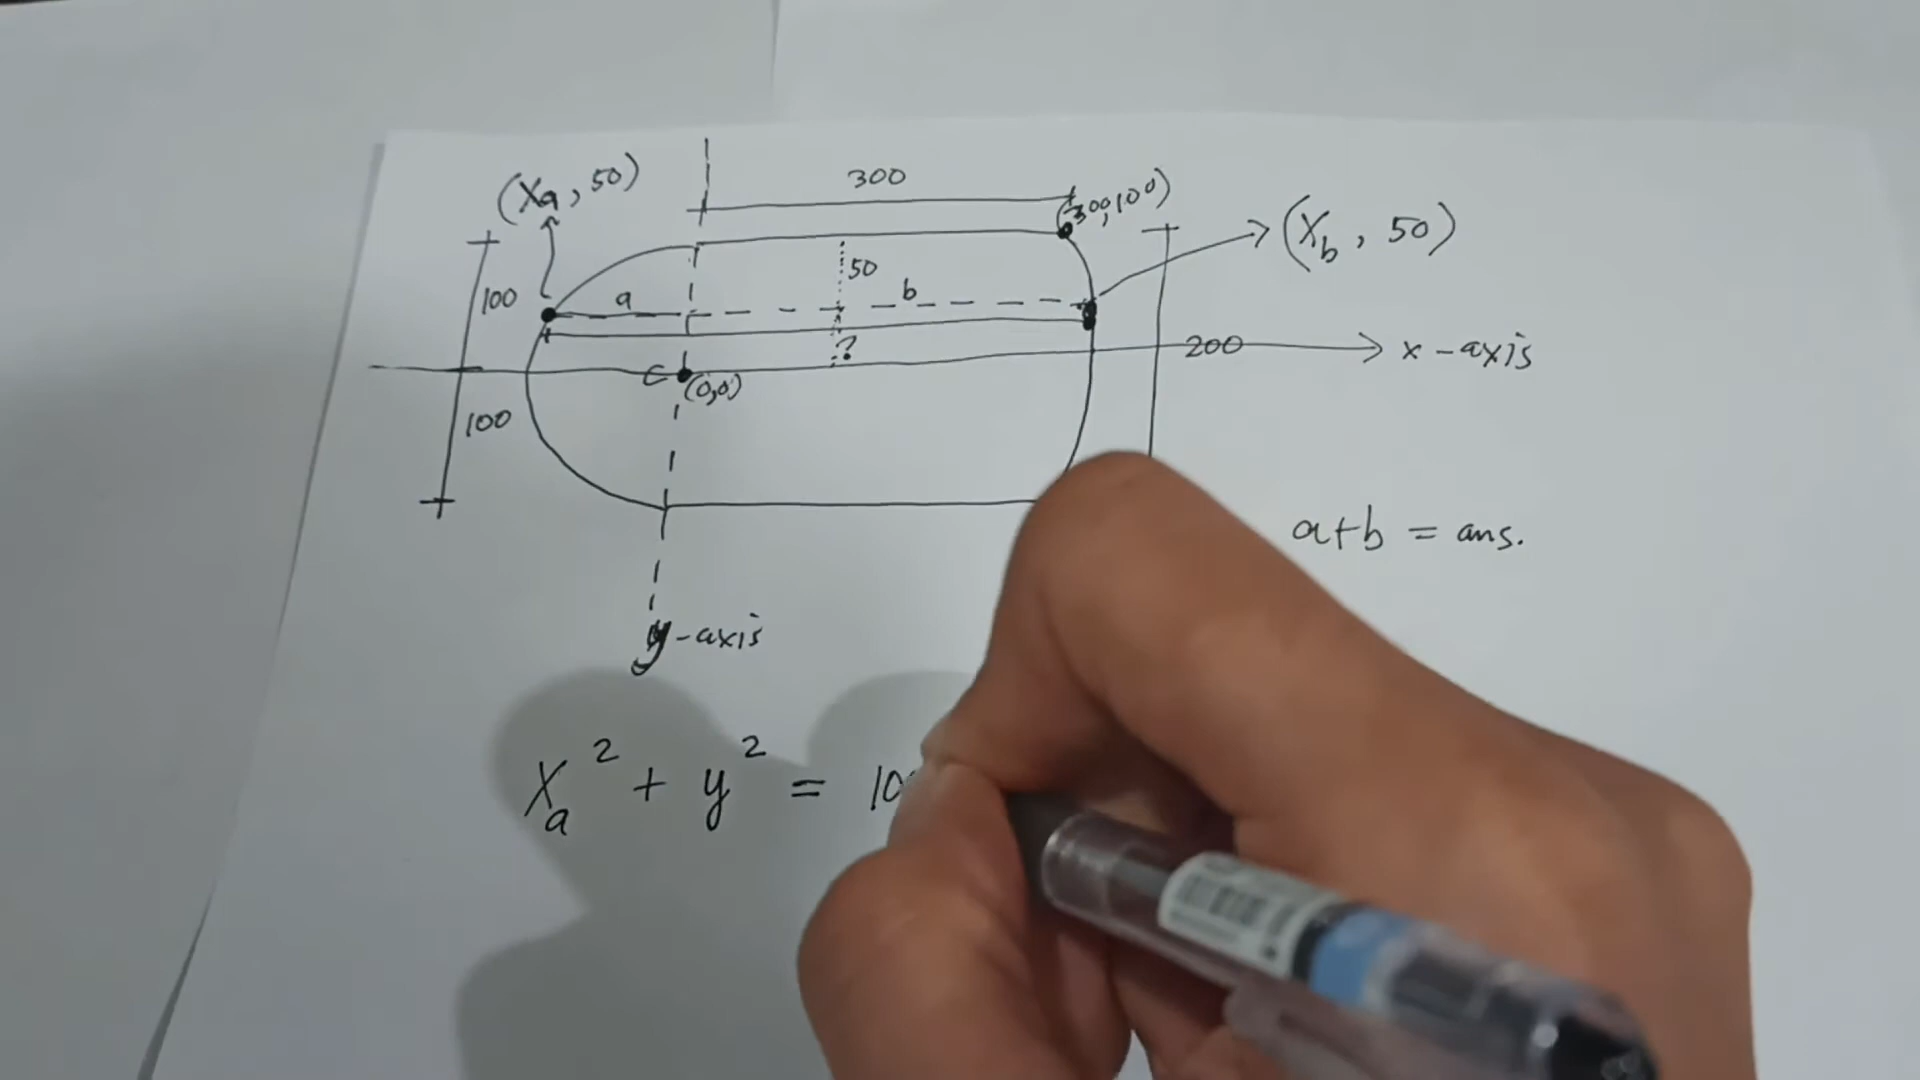 (Xa, 50)
300
(300,100)
(Xb, 50)
100
50
a
b
?
200
x-axis
C
(0,0)
100
a+b = ans.
y-axis
Xa² + y² = 10